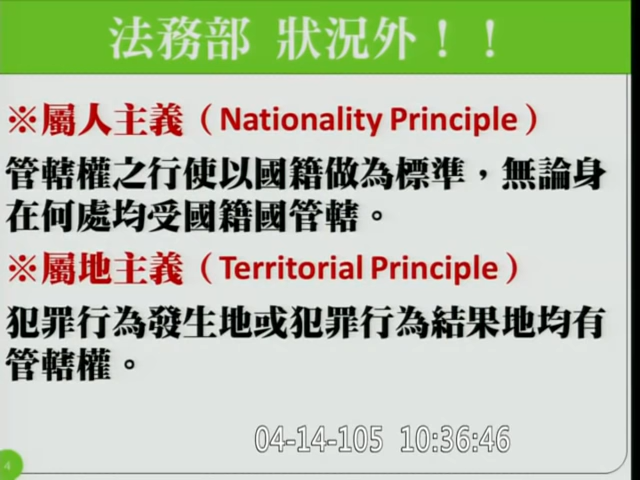 法務部 狀況外！！
※屬人主義（Nationality Principle）
管轄權之行使以國籍做為標準，無論身
在何處均受國籍國管轄。
※屬地主義（Territorial Principle）
犯罪行為發生地或犯罪行為結果地均有
管轄權。
04-14-105 10:36:46
4